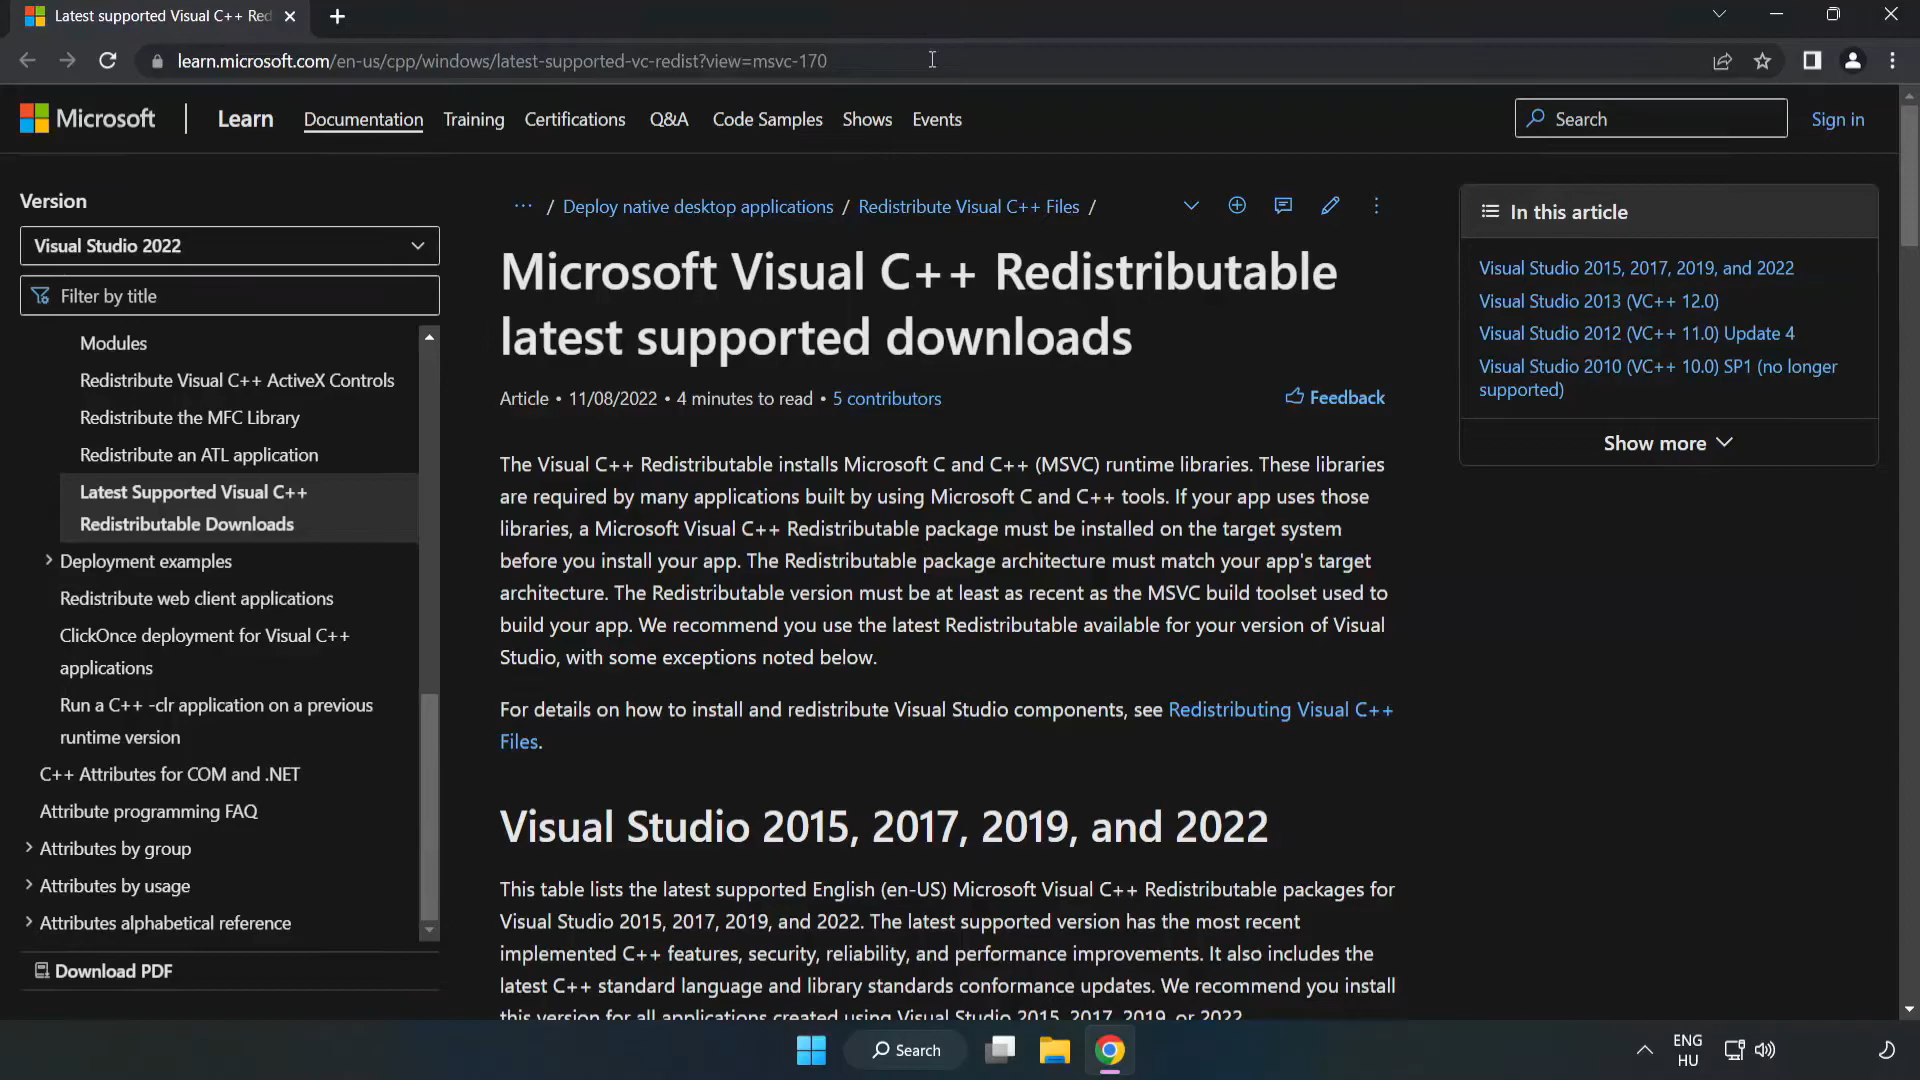 Latest supported Visual C++ Red
learn.microsoft.com/en-us/cpp/windows/latest-supported-vc-redist?view=msvc-170
Microsoft
Learn
Documentation
Training
Certifications
Q&A
Code Samples
Shows
Events
Search
Sign in
Version
Visual Studio 2022
Filter by title
Modules
Redistribute Visual C++ ActiveX Controls
Redistribute the MFC Library
Redistribute an ATL application
Latest Supported Visual C++
Redistributable Downloads
Deployment examples
Redistribute web client applications
ClickOnce deployment for Visual C++
applications
Run a C++ -clr application on a previous
runtime version
C++ Attributes for COM and .NET
Attribute programming FAQ
Attributes by group
Attributes by usage
Attributes alphabetical reference
Download PDF
··· / Deploy native desktop applications / Redistribute Visual C++ Files /
Microsoft Visual C++ Redistributable
latest supported downloads
Article • 11/08/2022 • 4 minutes to read • 5 contributors
Feedback
The Visual C++ Redistributable installs Microsoft C and C++ (MSVC) runtime libraries. These libraries
are required by many applications built by using Microsoft C and C++ tools. If your app uses those
libraries, a Microsoft Visual C++ Redistributable package must be installed on the target system
before you install your app. The Redistributable package architecture must match your app's target
architecture. The Redistributable version must be at least as recent as the MSVC build toolset used to
build your app. We recommend you use the latest Redistributable available for your version of Visual
Studio, with some exceptions noted below.
For details on how to install and redistribute Visual Studio components, see Redistributing Visual C++
Files.
Visual Studio 2015, 2017, 2019, and 2022
This table lists the latest supported English (en-US) Microsoft Visual C++ Redistributable packages for
Visual Studio 2015, 2017, 2019, and 2022. The latest supported version has the most recent
implemented C++ features, security, reliability, and performance improvements. It also includes the
latest C++ standard language and library standards conformance updates. We recommend you install
this version for all applications created using Visual Studio 2015, 2017, 2019, or 2022.
In this article
Visual Studio 2015, 2017, 2019, and 2022
Visual Studio 2013 (VC++ 12.0)
Visual Studio 2012 (VC++ 11.0) Update 4
Visual Studio 2010 (VC++ 10.0) SP1 (no longer
supported)
Show more
Search
ENG
HU